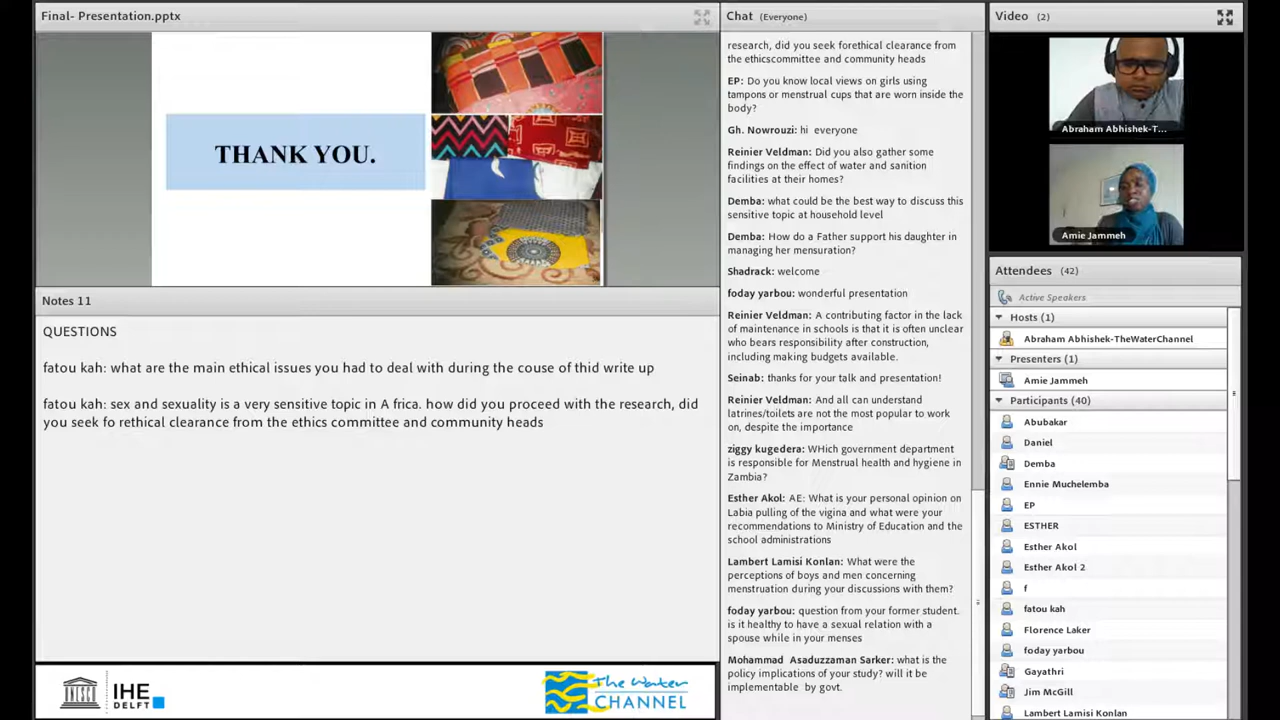 Final- Presentation.pptx
THANK YOU.
Notes 11
QUESTIONS
fatou kah: what are the main ethical issues you had to deal with during the couse of thid write up
fatou kah: sex and sexuality is a very sensitive topic in A frica. how did you proceed with the research, did
you seek fo rethical clearance from the ethics committee and community heads
UNESCO
IHE
DELFT
The Water
CHANNEL
Chat (Everyone)
research, did you seek forethical clearance from
the ethicscommittee and community heads
EP: Do you know local views on girls using
tampons or menstrual cups that are worn inside the
body?
Gh. Nowrouzi: hi everyone
Reinier Veldman: Did you also gather some
findings on the effect of water and sanition
facilities at their homes?
Demba: what could be the best way to discuss this
sensitive topic at household level
Demba: How do a Father support his daughter in
managing her mensuration?
Shadrack: welcome
foday yarbou: wonderful presentation
Reinier Veldman: A contributing factor in the lack
of maintenance in schools is that it is often unclear
who bears responsibility after construction,
including making budgets available.
Seinab: thanks for your talk and presentation!
Reinier Veldman: And all can understand
latrines/toilets are not the most popular to work
on, despite the importance
ziggy kugedera: WHich government department
is responsible for Menstrual health and hygiene in
Zambia?
Esther Akol: AE: What is your personal opinion on
Labia pulling of the vigina and what were your
recommendations to Ministry of Education and the
school administrations
Lambert Lamisi Konlan: What were the
perceptions of boys and men concerning
menstruation during your discussions with them?
foday yarbou: question from your former student.
is it healthy to have a sexual relation with a
spouse while in your menses
Mohammad Asaduzzaman Sarker: what is the
policy implications of your study? will it be
implementable by govt.
Video (2)
Abraham Abhishek-T...
Amie Jammeh
Attendees (42)
Active Speakers
Hosts (1)
Abraham Abhishek-TheWaterChannel
Presenters (1)
Amie Jammeh
Participants (40)
Abubakar
Daniel
Demba
Ennie Muchelemba
EP
ESTHER
Esther Akol
Esther Akol 2
f
fatou kah
Florence Laker
foday yarbou
Gayathri
Jim McGill
Lambert Lamisi Konlan